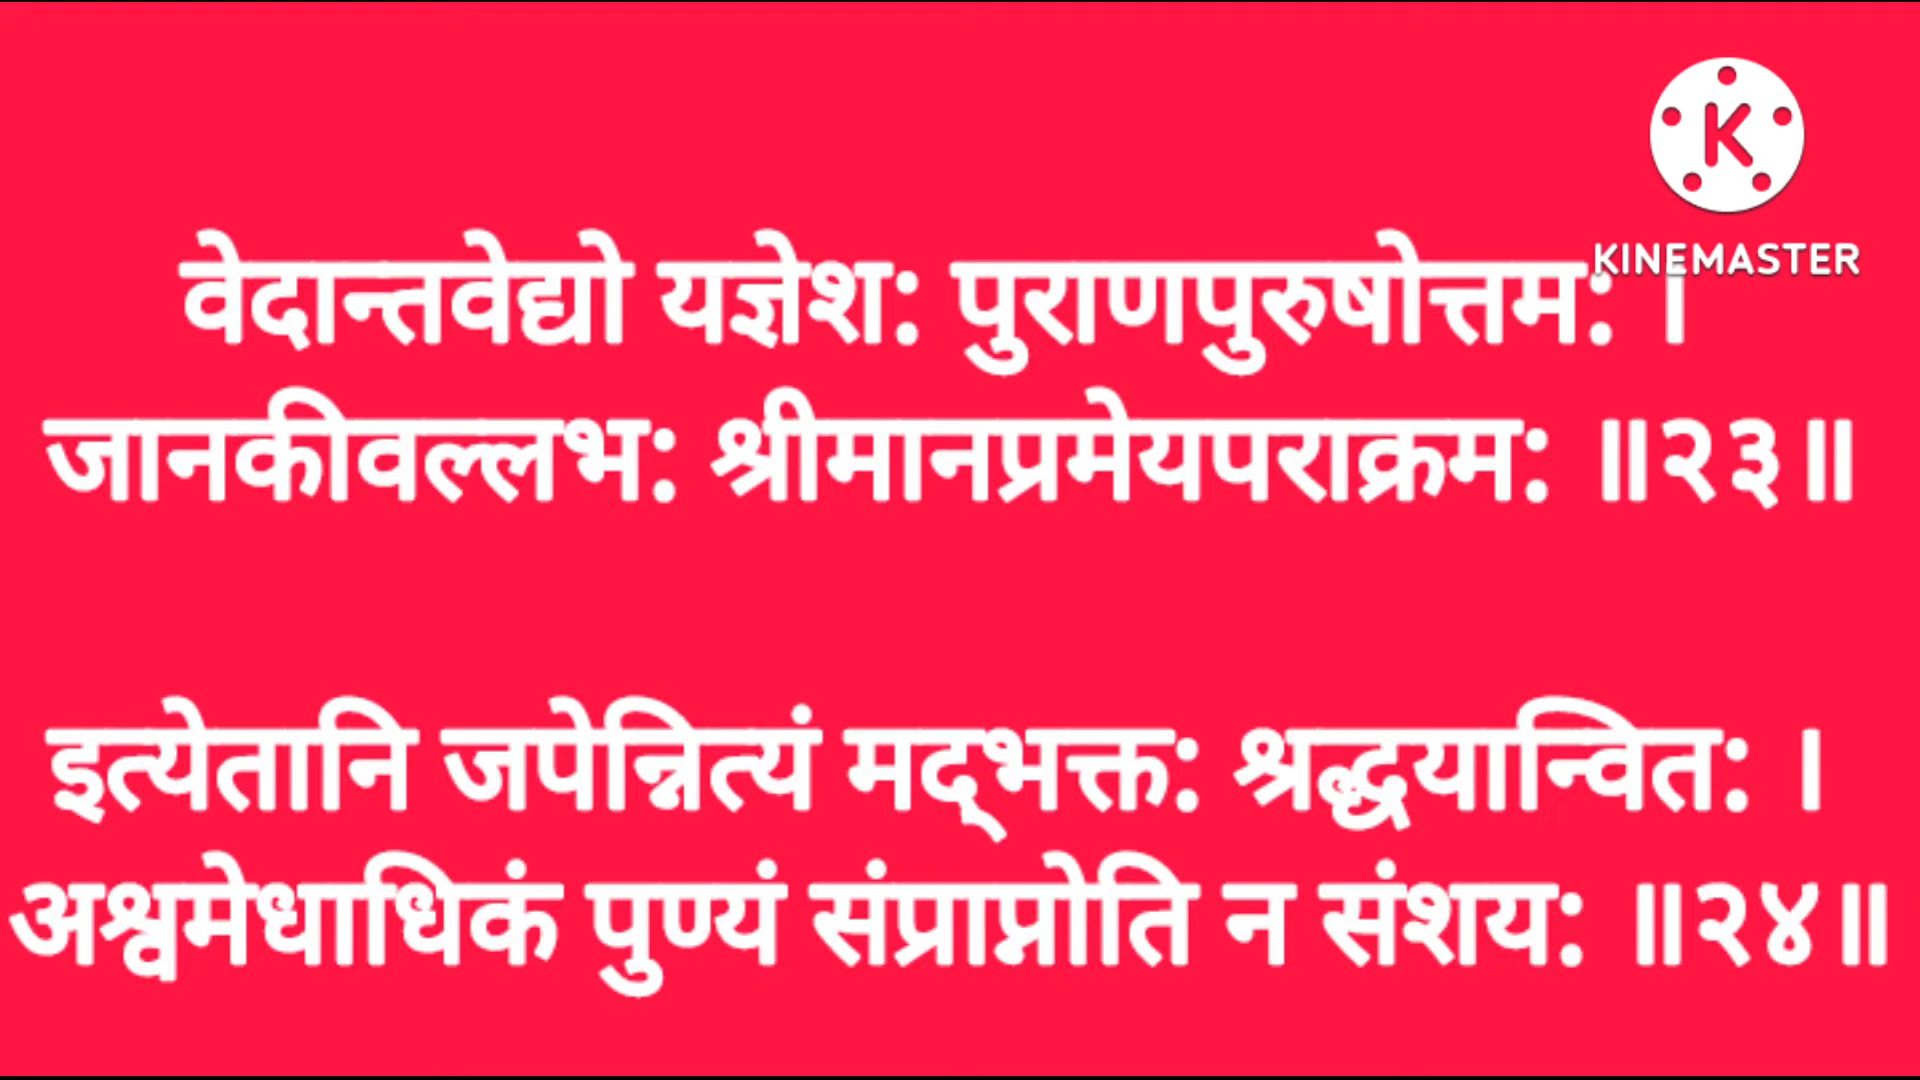 KINEMASTER
वेदान्तवेद्यो यज्ञेश: पुराणपुरुषोत्तम: ।
जानकीवल्लभ: श्रीमानप्रमेयपराक्रम: ॥२३॥
इत्येतानि जपेन्नित्यं मद्‌भक्त: श्रद्धयान्वित: ।
अश्वमेधाधिकं पुण्यं संप्राप्नोति न संशय: ॥२४॥